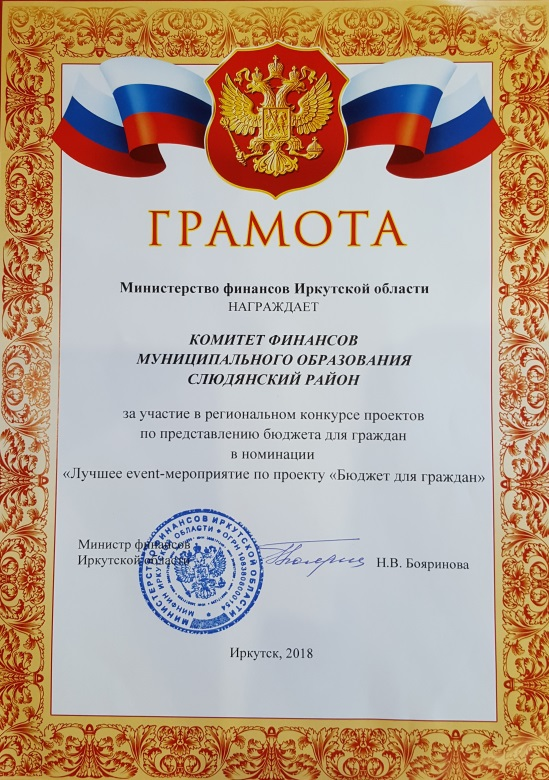 ГРАМОТА
Министерство финансов Иркутской области
НАГРАЖДАЕТ
КОМИТЕТ ФИНАНСОВ
МУНИЦИПАЛЬНОГО ОБРАЗОВАНИЯ
СЛЮДЯНСКИЙ РАЙОН
за участие в региональном конкурсе проектов
по представлению бюджета для граждан
в номинации
«Лучшее event-мероприятие по проекту «Бюджет для граждан»
Министр финансов
Иркутской области
Н.В. Бояринова
МИНИСТЕРСТВО ФИНАНСОВ ИРКУТСКОЙ ОБЛАСТИ
Иркутск, 2018